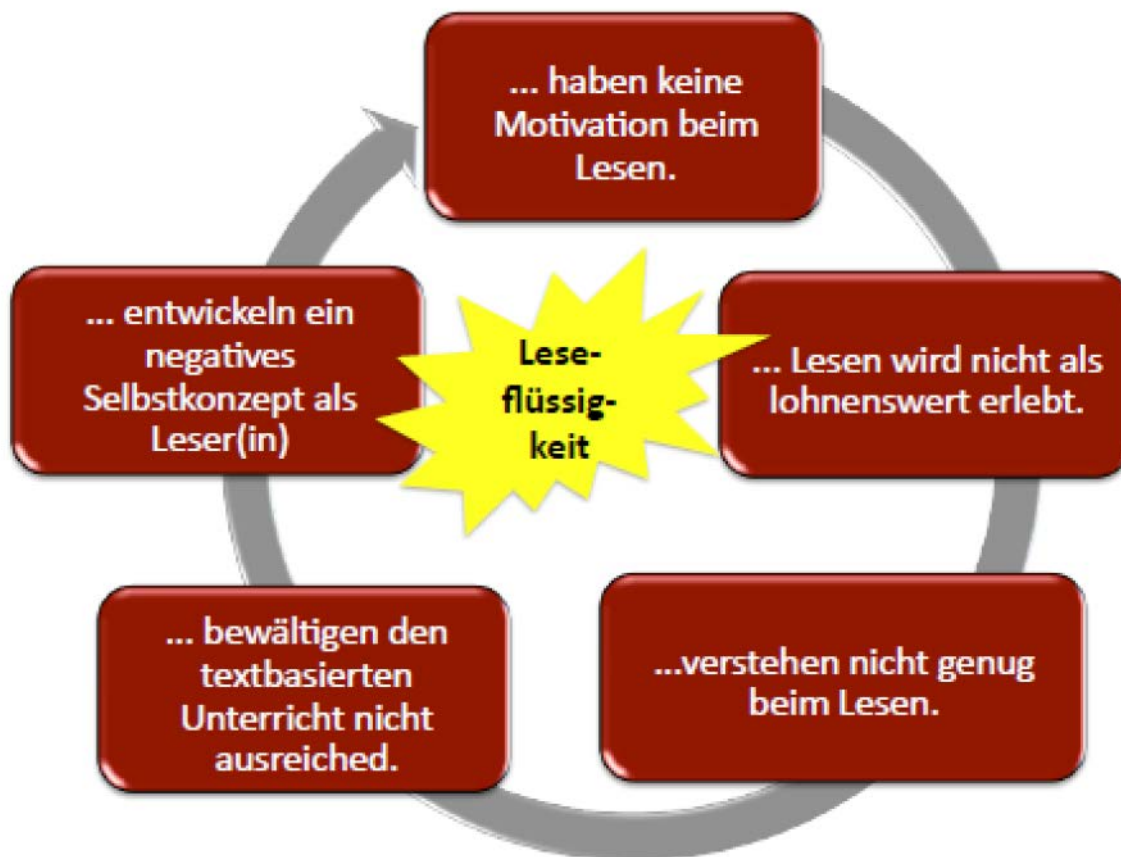 ... haben keine
Motivation beim
Lesen.
... Lesen wird nicht als
lohnenswert erlebt.
...verstehen nicht genug
beim Lesen.
... bewältigen den
textbasierten
Unterricht nicht
ausreiched.
... entwickeln ein
negatives
Selbstkonzept als
Leser(in)
Lese-
flüssig-
keit